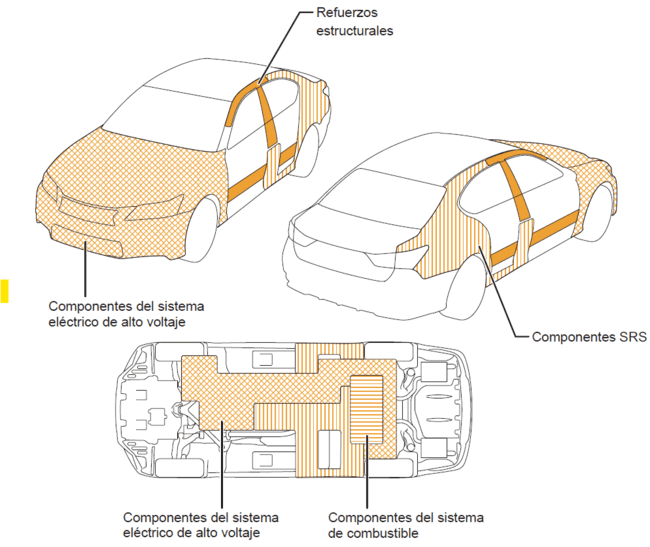 Refuerzos
estructurales
Componentes del sistema
eléctrico de alto voltaje
Componentes SRS
Componentes del sistema
eléctrico de alto voltaje
Componentes del sistema
de combustible